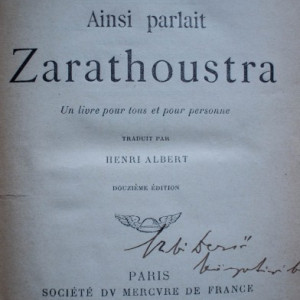 Ainsi parlait
Zarathoustra
Un livre pour tous et pour personne
TRADUIT PAR
HENRI ALBERT
DOUZIÈME ÉDITION
PARIS
SOCIÉTÉ DV MERCVRE DE FRANCE